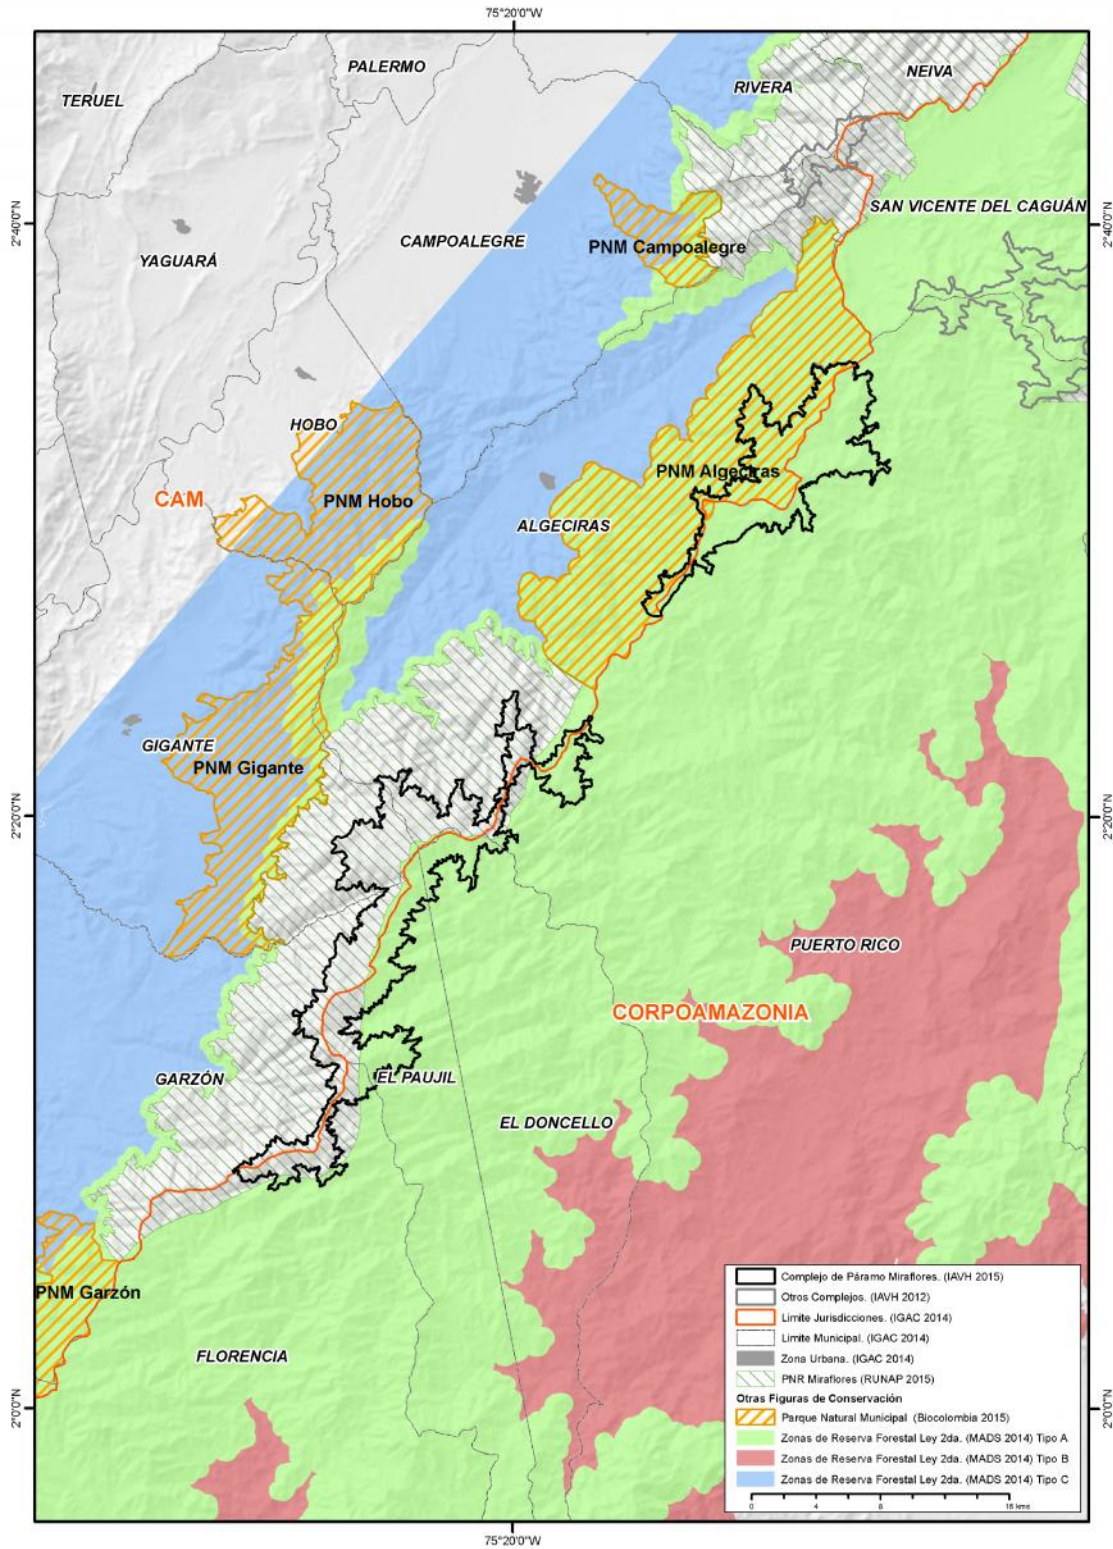 75°20'0"W
TERUEL
PALERMO
RIVERA
NEIVA
2°40'0"N
YAGUARÁ
CAMPOALEGRE
PNM Campoalegre
SAN VICENTE DEL CAGUÁN
2°40'0"N
HOBO
CAM
PNM Hobo
PNM Algeciras
ALGECIRAS
GIGANTE
PNM Gigante
2°20'0"N
2°20'0"N
PUERTO RICO
CORPOAMAZONIA
GARZÓN
EL PAUJIL
EL DONCELLO
PNM Garzón
FLORENCIA
2°0'0"N
2°0'0"N
Complejo de Páramo Miraflores. (IAVH 2015)
Otros Complejos. (IAVH 2012)
Limite Jurisdicciones. (IGAC 2014)
Limite Municipal. (IGAC 2014)
Zona Urbana. (IGAC 2014)
PNR Miraflores (RUNAP 2015)
Otras Figuras de Conservación
Parque Natural Municipal (Biocolombia 2015)
Zonas de Reserva Forestal Ley 2da. (MADS 2014) Tipo A
Zonas de Reserva Forestal Ley 2da. (MADS 2014) Tipo B
Zonas de Reserva Forestal Ley 2da. (MADS 2014) Tipo C
0 4 8 16 kms
75°20'0"W